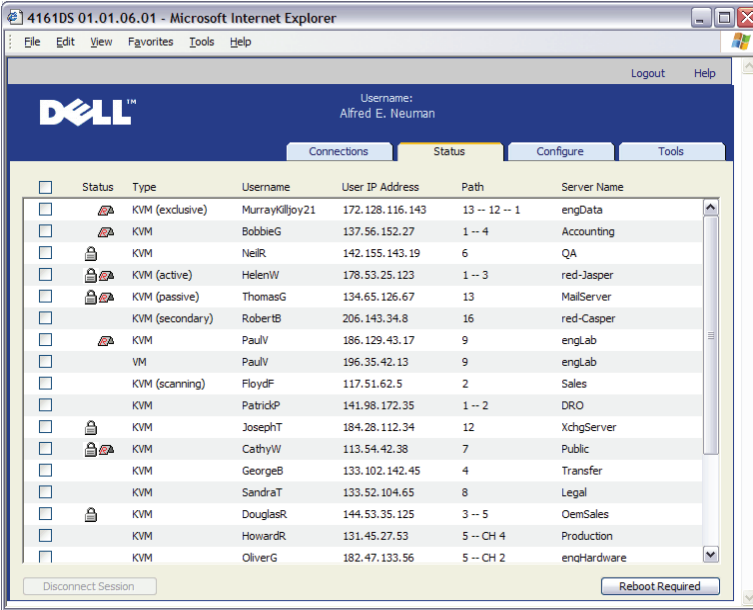 4161DS 01.01.06.01 - Microsoft Internet Explorer
File Edit View Favorites Tools Help
Logout Help
DELL™
Username:
Alfred E. Neuman
Connections Status Configure Tools
Status Type Username User IP Address Path Server Name
KVM (exclusive) MurrayKilljoy21 172.128.116.143 13 -- 12 -- 1 engData
KVM BobbieG 137.56.152.27 1 -- 4 Accounting
KVM NeilR 142.155.143.19 6 QA
KVM (active) HelenW 178.53.25.123 1 -- 3 red-Jasper
KVM (passive) ThomasG 134.65.126.67 13 MailServer
KVM (secondary) RobertB 206.143.34.8 16 red-Casper
KVM PaulV 186.129.43.17 9 engLab
VM PaulV 196.35.42.13 9 engLab
KVM (scanning) FloydF 117.51.62.5 2 Sales
KVM PatrickP 141.98.172.35 1 -- 2 DRO
KVM JosephT 184.28.112.34 12 XchgServer
KVM CathyW 113.54.42.38 7 Public
KVM GeorgeB 133.102.142.45 4 Transfer
KVM SandraT 133.52.104.65 8 Legal
KVM DouglasR 144.53.35.125 3 -- 5 OemSales
KVM HowardR 131.45.27.53 5 -- CH 4 Production
KVM OliverG 182.47.133.56 5 -- CH 2 engHardware
Disconnect Session Reboot Required